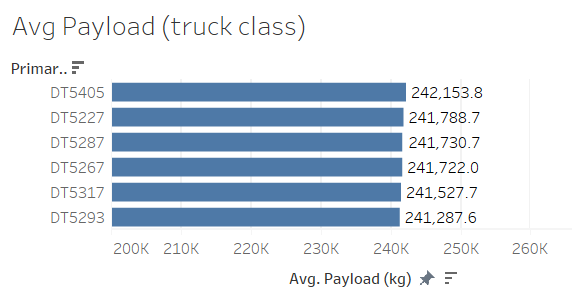 Avg Payload (truck class)
Primar..
DT5405 242,153.8
DT5227 241,788.7
DT5287 241,730.7
DT5267 241,722.0
DT5317 241,527.7
DT5293 241,287.6
200K 210K 220K 230K 240K 250K 260K
Avg. Payload (kg)